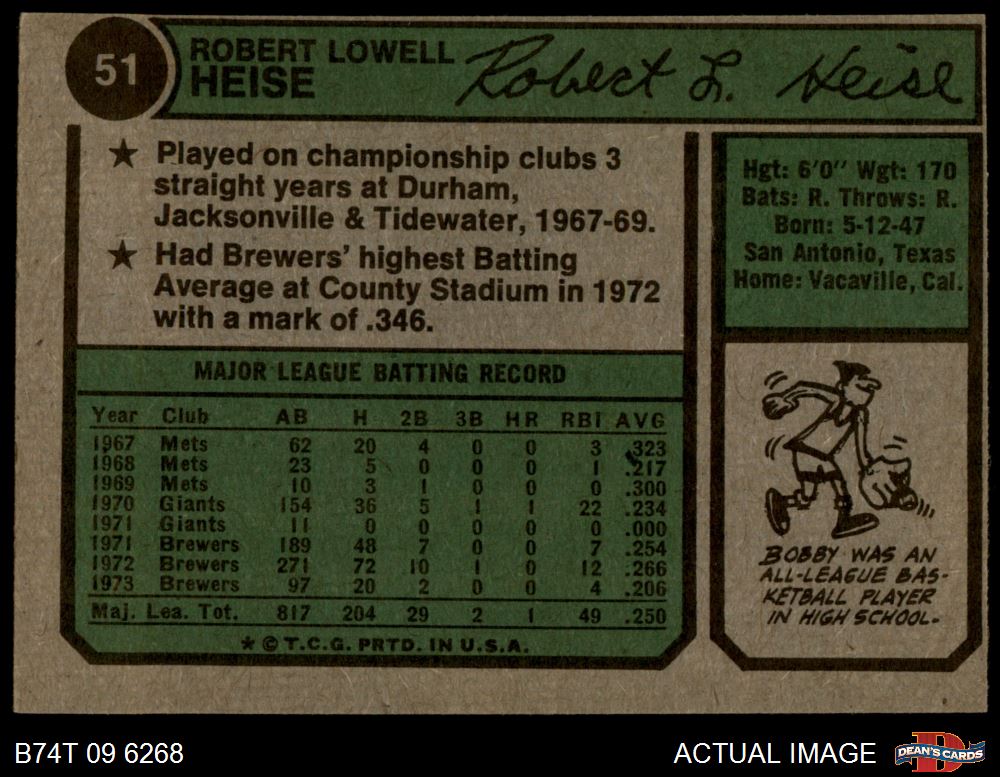 51
ROBERT LOWELL
HEISE
Robert L. Heise
★ Played on championship clubs 3
straight years at Durham,
Jacksonville & Tidewater, 1967-69.
★ Had Brewers' highest Batting
Average at County Stadium in 1972
with a mark of .346.
Hgt: 6'0" Wgt: 170
Bats: R. Throws: R.
Born: 5-12-47
San Antonio, Texas
Home: Vacaville, Cal.
MAJOR LEAGUE BATTING RECORD
Year Club AB H 2B 3B HR RBI AVG
1967 Mets 62 20 4 0 0 3 .323
1968 Mets 23 5 0 0 0 1 .217
1969 Mets 10 3 1 0 0 0 .300
1970 Giants 154 36 5 1 1 22 .234
1971 Giants 11 0 0 0 0 0 .000
1971 Brewers 189 48 7 0 0 7 .254
1972 Brewers 271 72 10 1 0 12 .266
1973 Brewers 97 20 2 0 0 4 .206
Maj. Lea. Tot. 817 204 29 2 1 49 .250
★ © T.C.G. PRTD. IN U.S.A.
BOBBY WAS AN
ALL-LEAGUE BAS-
KETBALL PLAYER
IN HIGH SCHOOL.
B74T 09 6268
ACTUAL IMAGE
DEAN'S CARDS